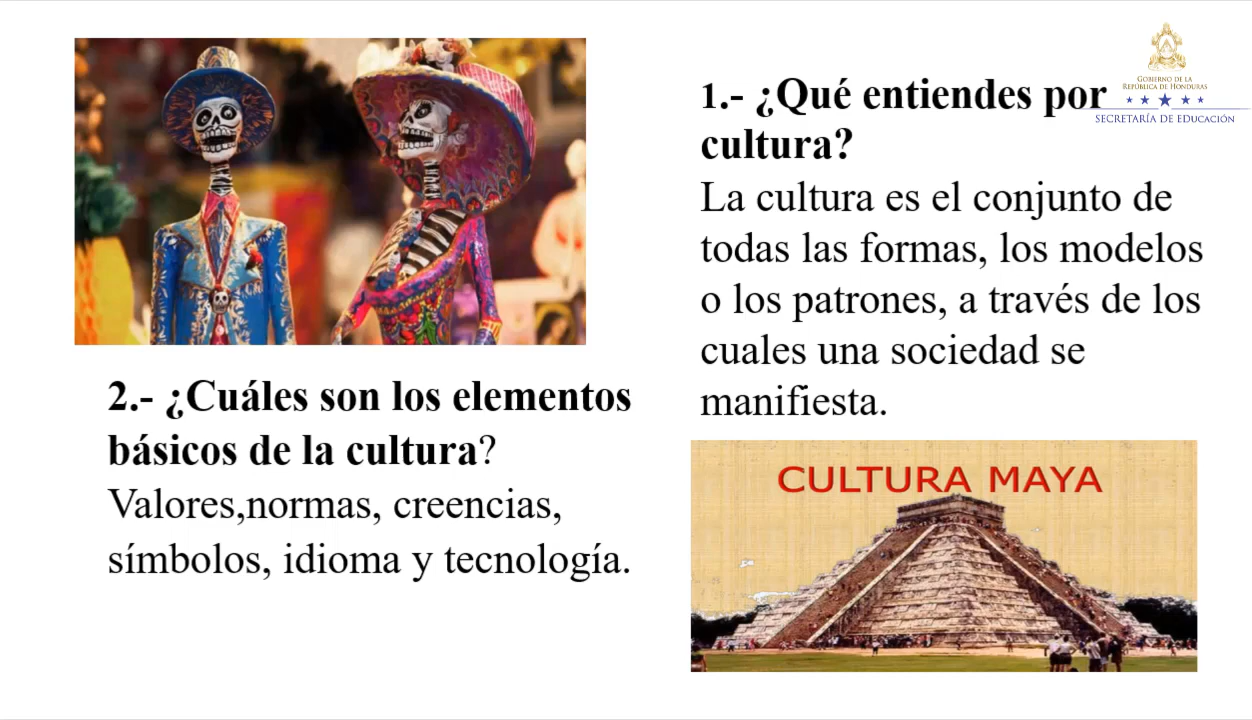 1.- ¿Qué entiendes por
cultura?
La cultura es el conjunto de
todas las formas, los modelos
o los patrones, a través de los
cuales una sociedad se
manifiesta.
GOBIERNO DE LA
REPÚBLICA DE HONDURAS
SECRETARÍA DE EDUCACIÓN
2.- ¿Cuáles son los elementos
básicos de la cultura?
Valores,normas, creencias,
símbolos, idioma y tecnología.
CULTURA MAYA